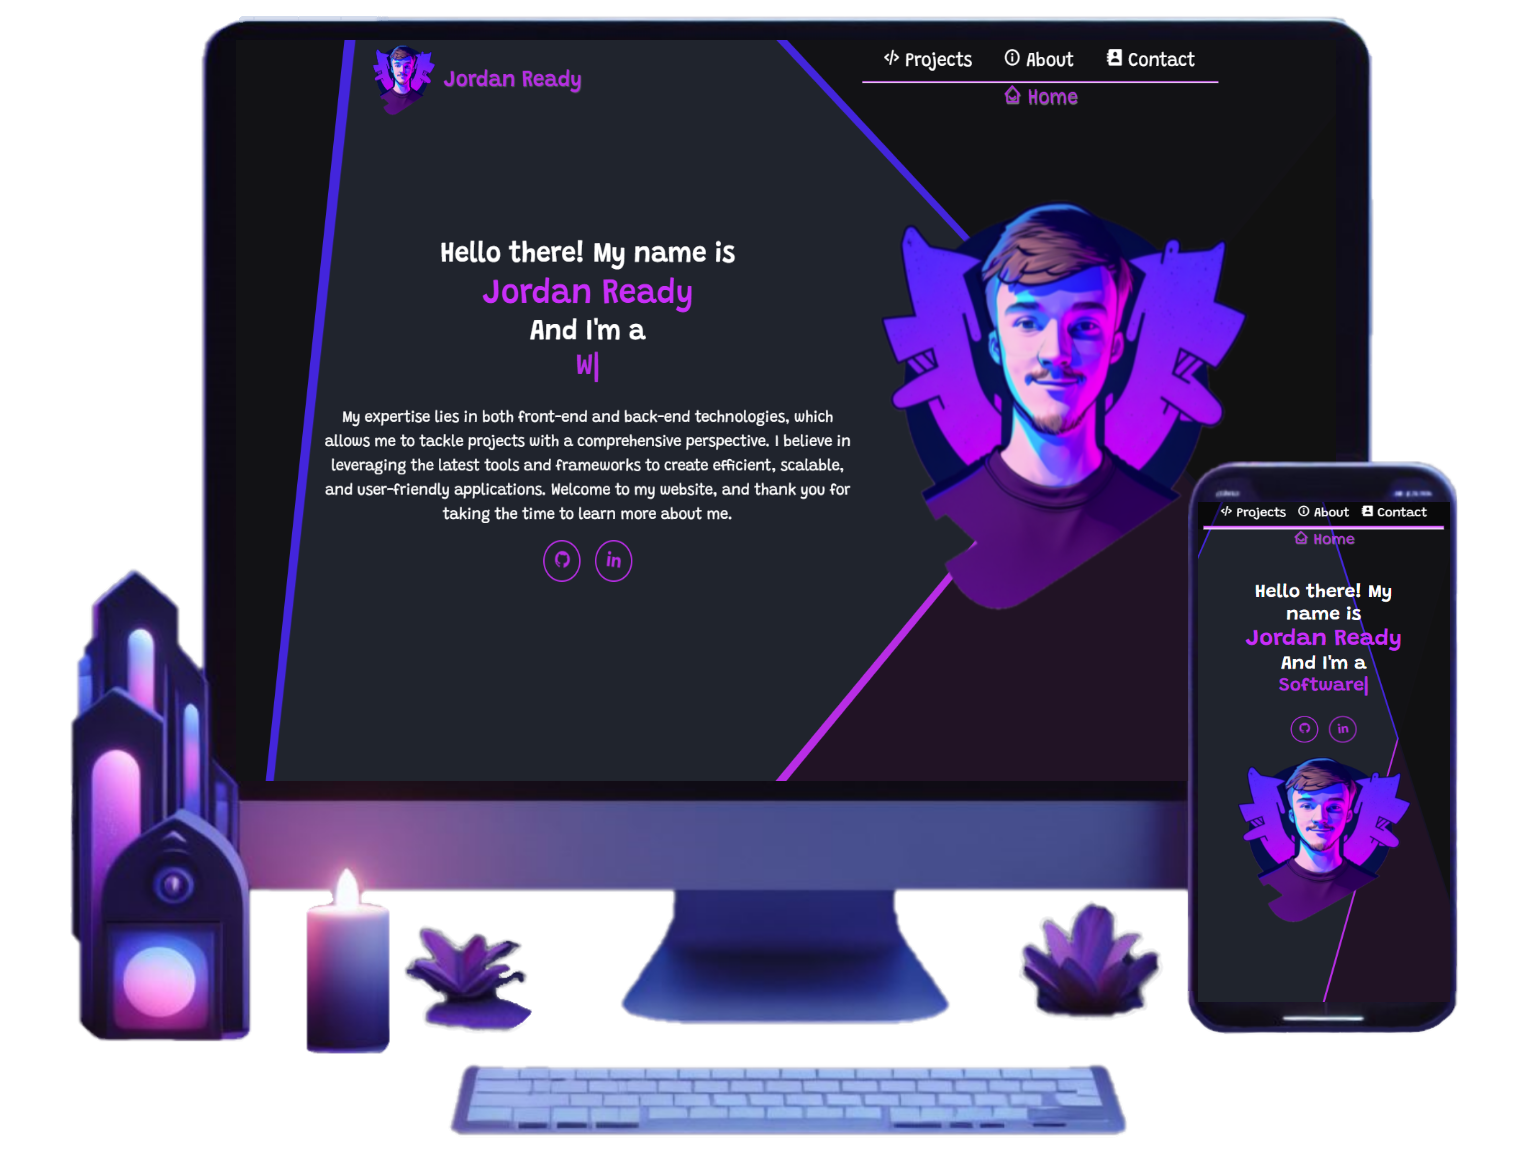 Jordan Ready
Projects About Contact
Home
Hello there! My name is
Jordan Ready
And I'm a
W|
My expertise lies in both front-end and back-end technologies, which
allows me to tackle projects with a comprehensive perspective. I believe in
leveraging the latest tools and frameworks to create efficient, scalable,
and user-friendly applications. Welcome to my website, and thank you for
taking the time to learn more about me.
in
Projects About Contact
Home
Hello there! My
name is
Jordan Ready
And I'm a
Software|
in